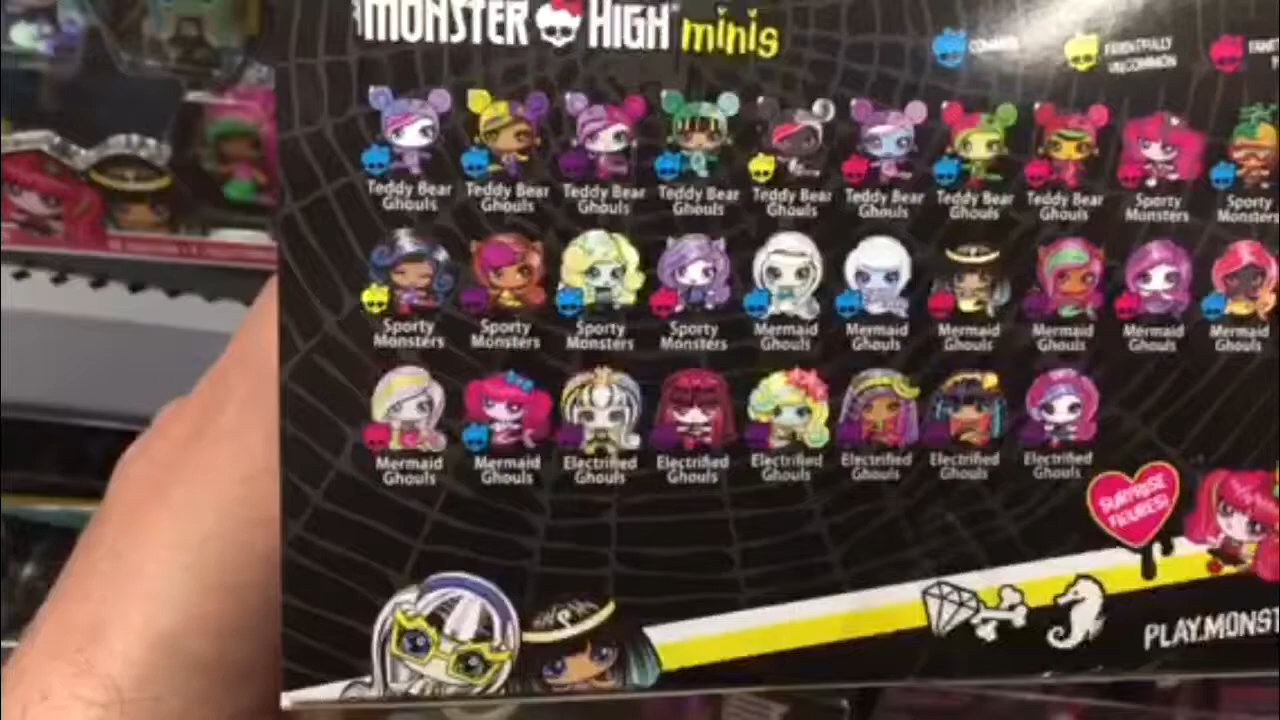 MONSTER HIGH minis
COMMON
FRIGHTFULLY
UNCOMMON
Teddy Bear Teddy Bear Teddy Bear Teddy Bear Teddy Bear Teddy Bear Teddy Bear Teddy Bear Sporty Sporty
Ghouls Ghouls Ghouls Ghouls Ghouls Ghouls Ghouls Ghouls Monsters Monsters
Sporty Sporty Sporty Sporty Mermaid Mermaid Mermaid Mermaid Mermaid Mermaid
Monsters Monsters Monsters Monsters Ghouls Ghouls Ghouls Ghouls Ghouls Ghouls
Mermaid Mermaid Electrified Electrified Electrified Electrified Electrified Electrified
Ghouls Ghouls Ghouls Ghouls Ghouls Ghouls Ghouls Ghouls
SURPRISE
FIGURES!
PLAY.MONST